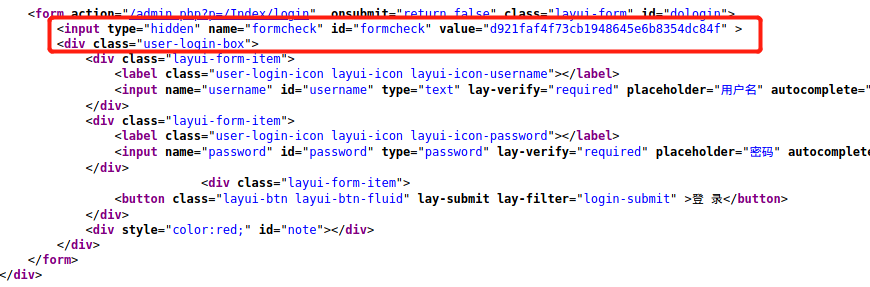 <form action="/admin.php?p=/Index/login" onsubmit="return false" class="layui-form" id="dologin">
<input type="hidden" name="formcheck" id="formcheck" value="d921faf4f73cb1948645e6b8354dc84f" >
<div class="user-login-box">
<div class="layui-form-item">
<label class="user-login-icon layui-icon layui-icon-username"></label>
<input name="username" id="username" type="text" lay-verify="required" placeholder="用户名" autocomplete="
</div>
<div class="layui-form-item">
<label class="user-login-icon layui-icon layui-icon-password"></label>
<input name="password" id="password" type="password" lay-verify="required" placeholder="密码" autocomplete
</div>
<div class="layui-form-item">
<button class="layui-btn layui-btn-fluid" lay-submit lay-filter="login-submit" >登 录</button>
</div>
<div style="color:red;" id="note"></div>
</div>
</form>
</div>